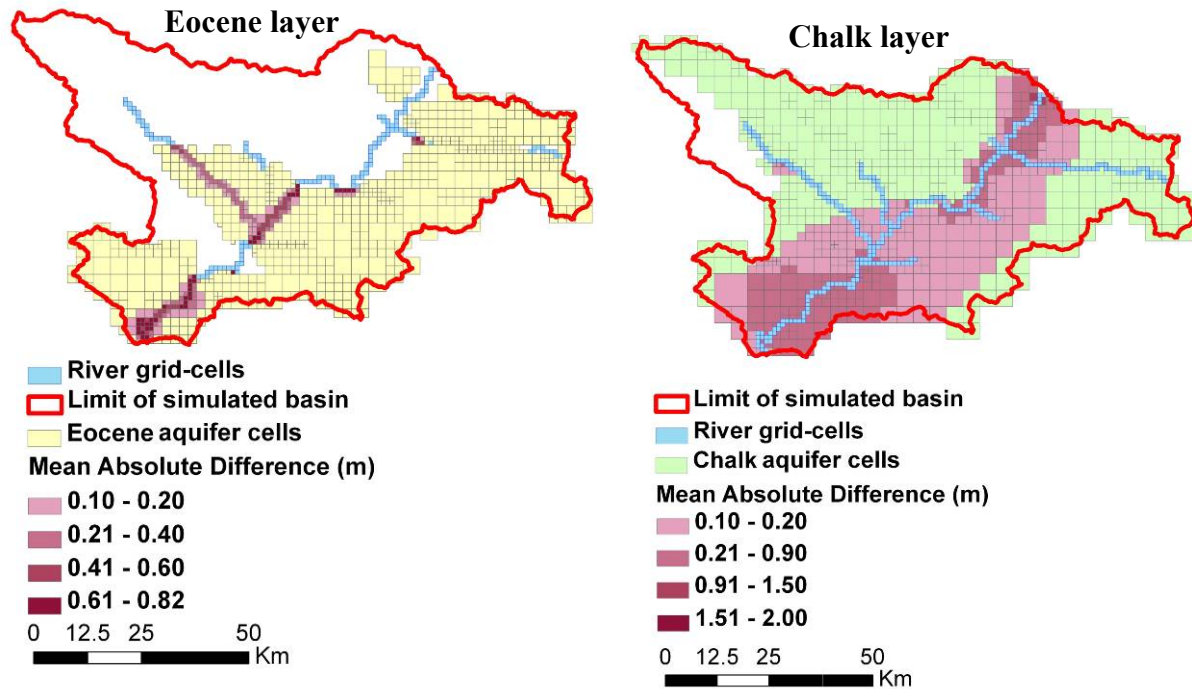 Eocene layer
River grid-cells
Limit of simulated basin
Eocene aquifer cells
Mean Absolute Difference (m)
0.10 - 0.20
0.21 - 0.40
0.41 - 0.60
0.61 - 0.82
0 12.5 25 50
Km
Chalk layer
Limit of simulated basin
River grid-cells
Chalk aquifer cells
Mean Absolute Difference (m)
0.10 - 0.20
0.21 - 0.90
0.91 - 1.50
1.51 - 2.00
0 12.5 25 50
Km